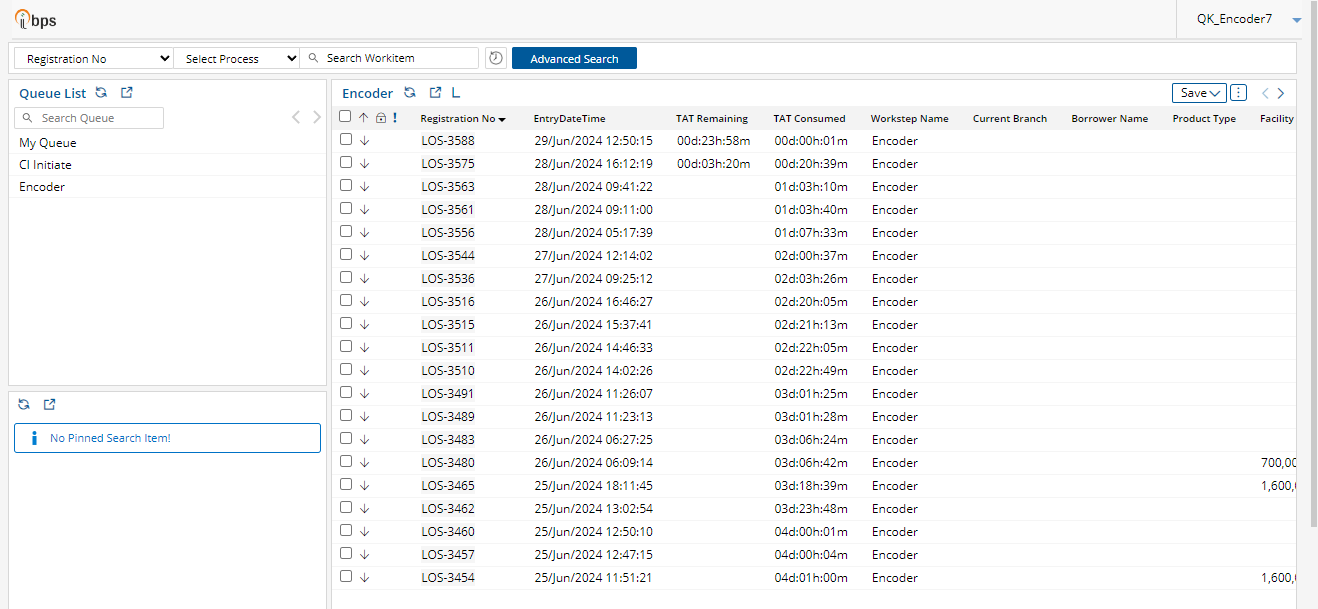 ibps
QK_Encoder7
Registration No Select Process Search Workitem Advanced Search
Queue List
Search Queue
My Queue
CI Initiate
Encoder
No Pinned Search Item!
Encoder L Save
Registration No EntryDateTime TAT Remaining TAT Consumed Workstep Name Current Branch Borrower Name Product Type Facility
LOS-3588 29/Jun/2024 12:50:15 00d:23h:58m 00d:00h:01m Encoder
LOS-3575 28/Jun/2024 16:12:19 00d:03h:20m 00d:20h:39m Encoder
LOS-3563 28/Jun/2024 09:41:22 01d:03h:10m Encoder
LOS-3561 28/Jun/2024 09:11:00 01d:03h:40m Encoder
LOS-3556 28/Jun/2024 05:17:39 01d:07h:33m Encoder
LOS-3544 27/Jun/2024 12:14:02 02d:00h:37m Encoder
LOS-3536 27/Jun/2024 09:25:12 02d:03h:26m Encoder
LOS-3516 26/Jun/2024 16:46:27 02d:20h:05m Encoder
LOS-3515 26/Jun/2024 15:37:41 02d:21h:13m Encoder
LOS-3511 26/Jun/2024 14:46:33 02d:22h:05m Encoder
LOS-3510 26/Jun/2024 14:02:26 02d:22h:49m Encoder
LOS-3491 26/Jun/2024 11:26:07 03d:01h:25m Encoder
LOS-3489 26/Jun/2024 11:23:13 03d:01h:28m Encoder
LOS-3483 26/Jun/2024 06:27:25 03d:06h:24m Encoder
LOS-3480 26/Jun/2024 06:09:14 03d:06h:42m Encoder 700,00
LOS-3465 25/Jun/2024 18:11:45 03d:18h:39m Encoder 1,600,
LOS-3462 25/Jun/2024 13:02:54 03d:23h:48m Encoder
LOS-3460 25/Jun/2024 12:50:10 04d:00h:01m Encoder
LOS-3457 25/Jun/2024 12:47:15 04d:00h:04m Encoder
LOS-3454 25/Jun/2024 11:51:21 04d:01h:00m Encoder 1,600,